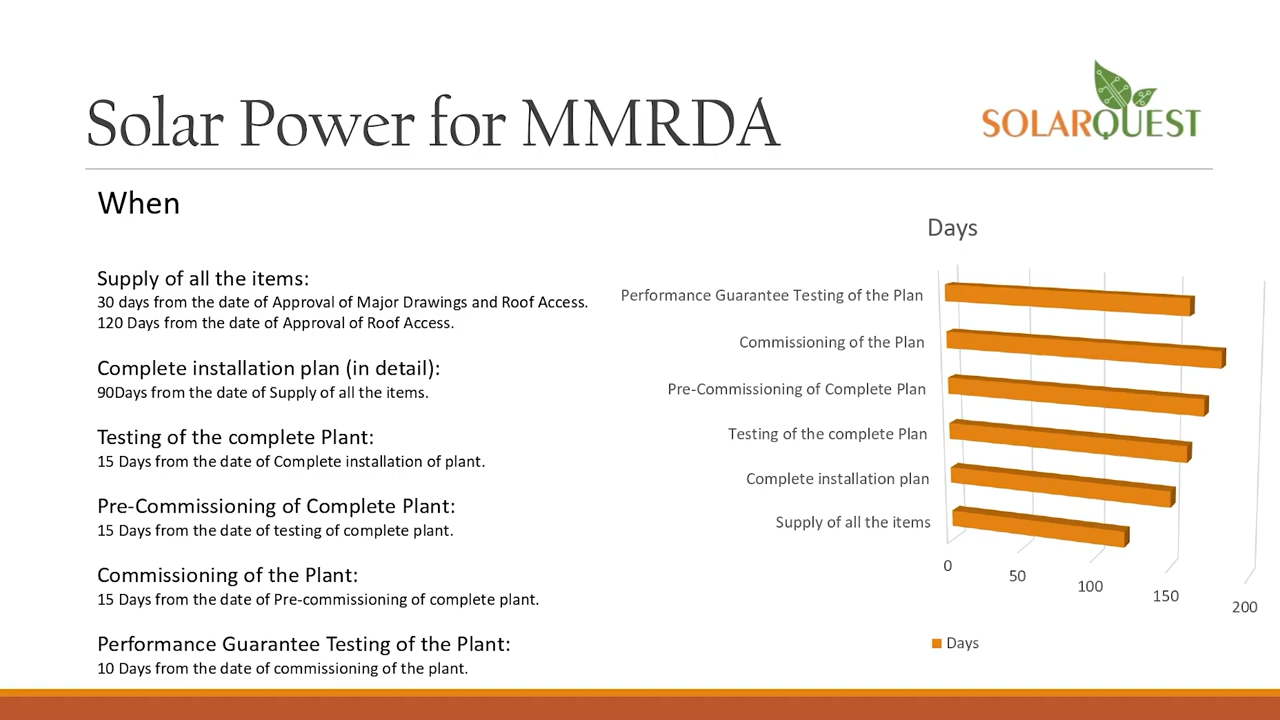 Solar Power for MMRDA
SOLARQUEST
When
Supply of all the items:
30 days from the date of Approval of Major Drawings and Roof Access.
120 Days from the date of Approval of Roof Access.
Complete installation plan (in detail):
90Days from the date of Supply of all the items.
Testing of the complete Plant:
15 Days from the date of Complete installation of plant.
Pre-Commissioning of Complete Plant:
15 Days from the date of testing of complete plant.
Commissioning of the Plant:
15 Days from the date of Pre-commissioning of complete plant.
Performance Guarantee Testing of the Plant:
10 Days from the date of commissioning of the plant.
Days
Performance Guarantee Testing of the Plan
Commissioning of the Plan
Pre-Commissioning of Complete Plan
Testing of the complete Plan
Complete installation plan
Supply of all the items
0
50
100
150
200
Days